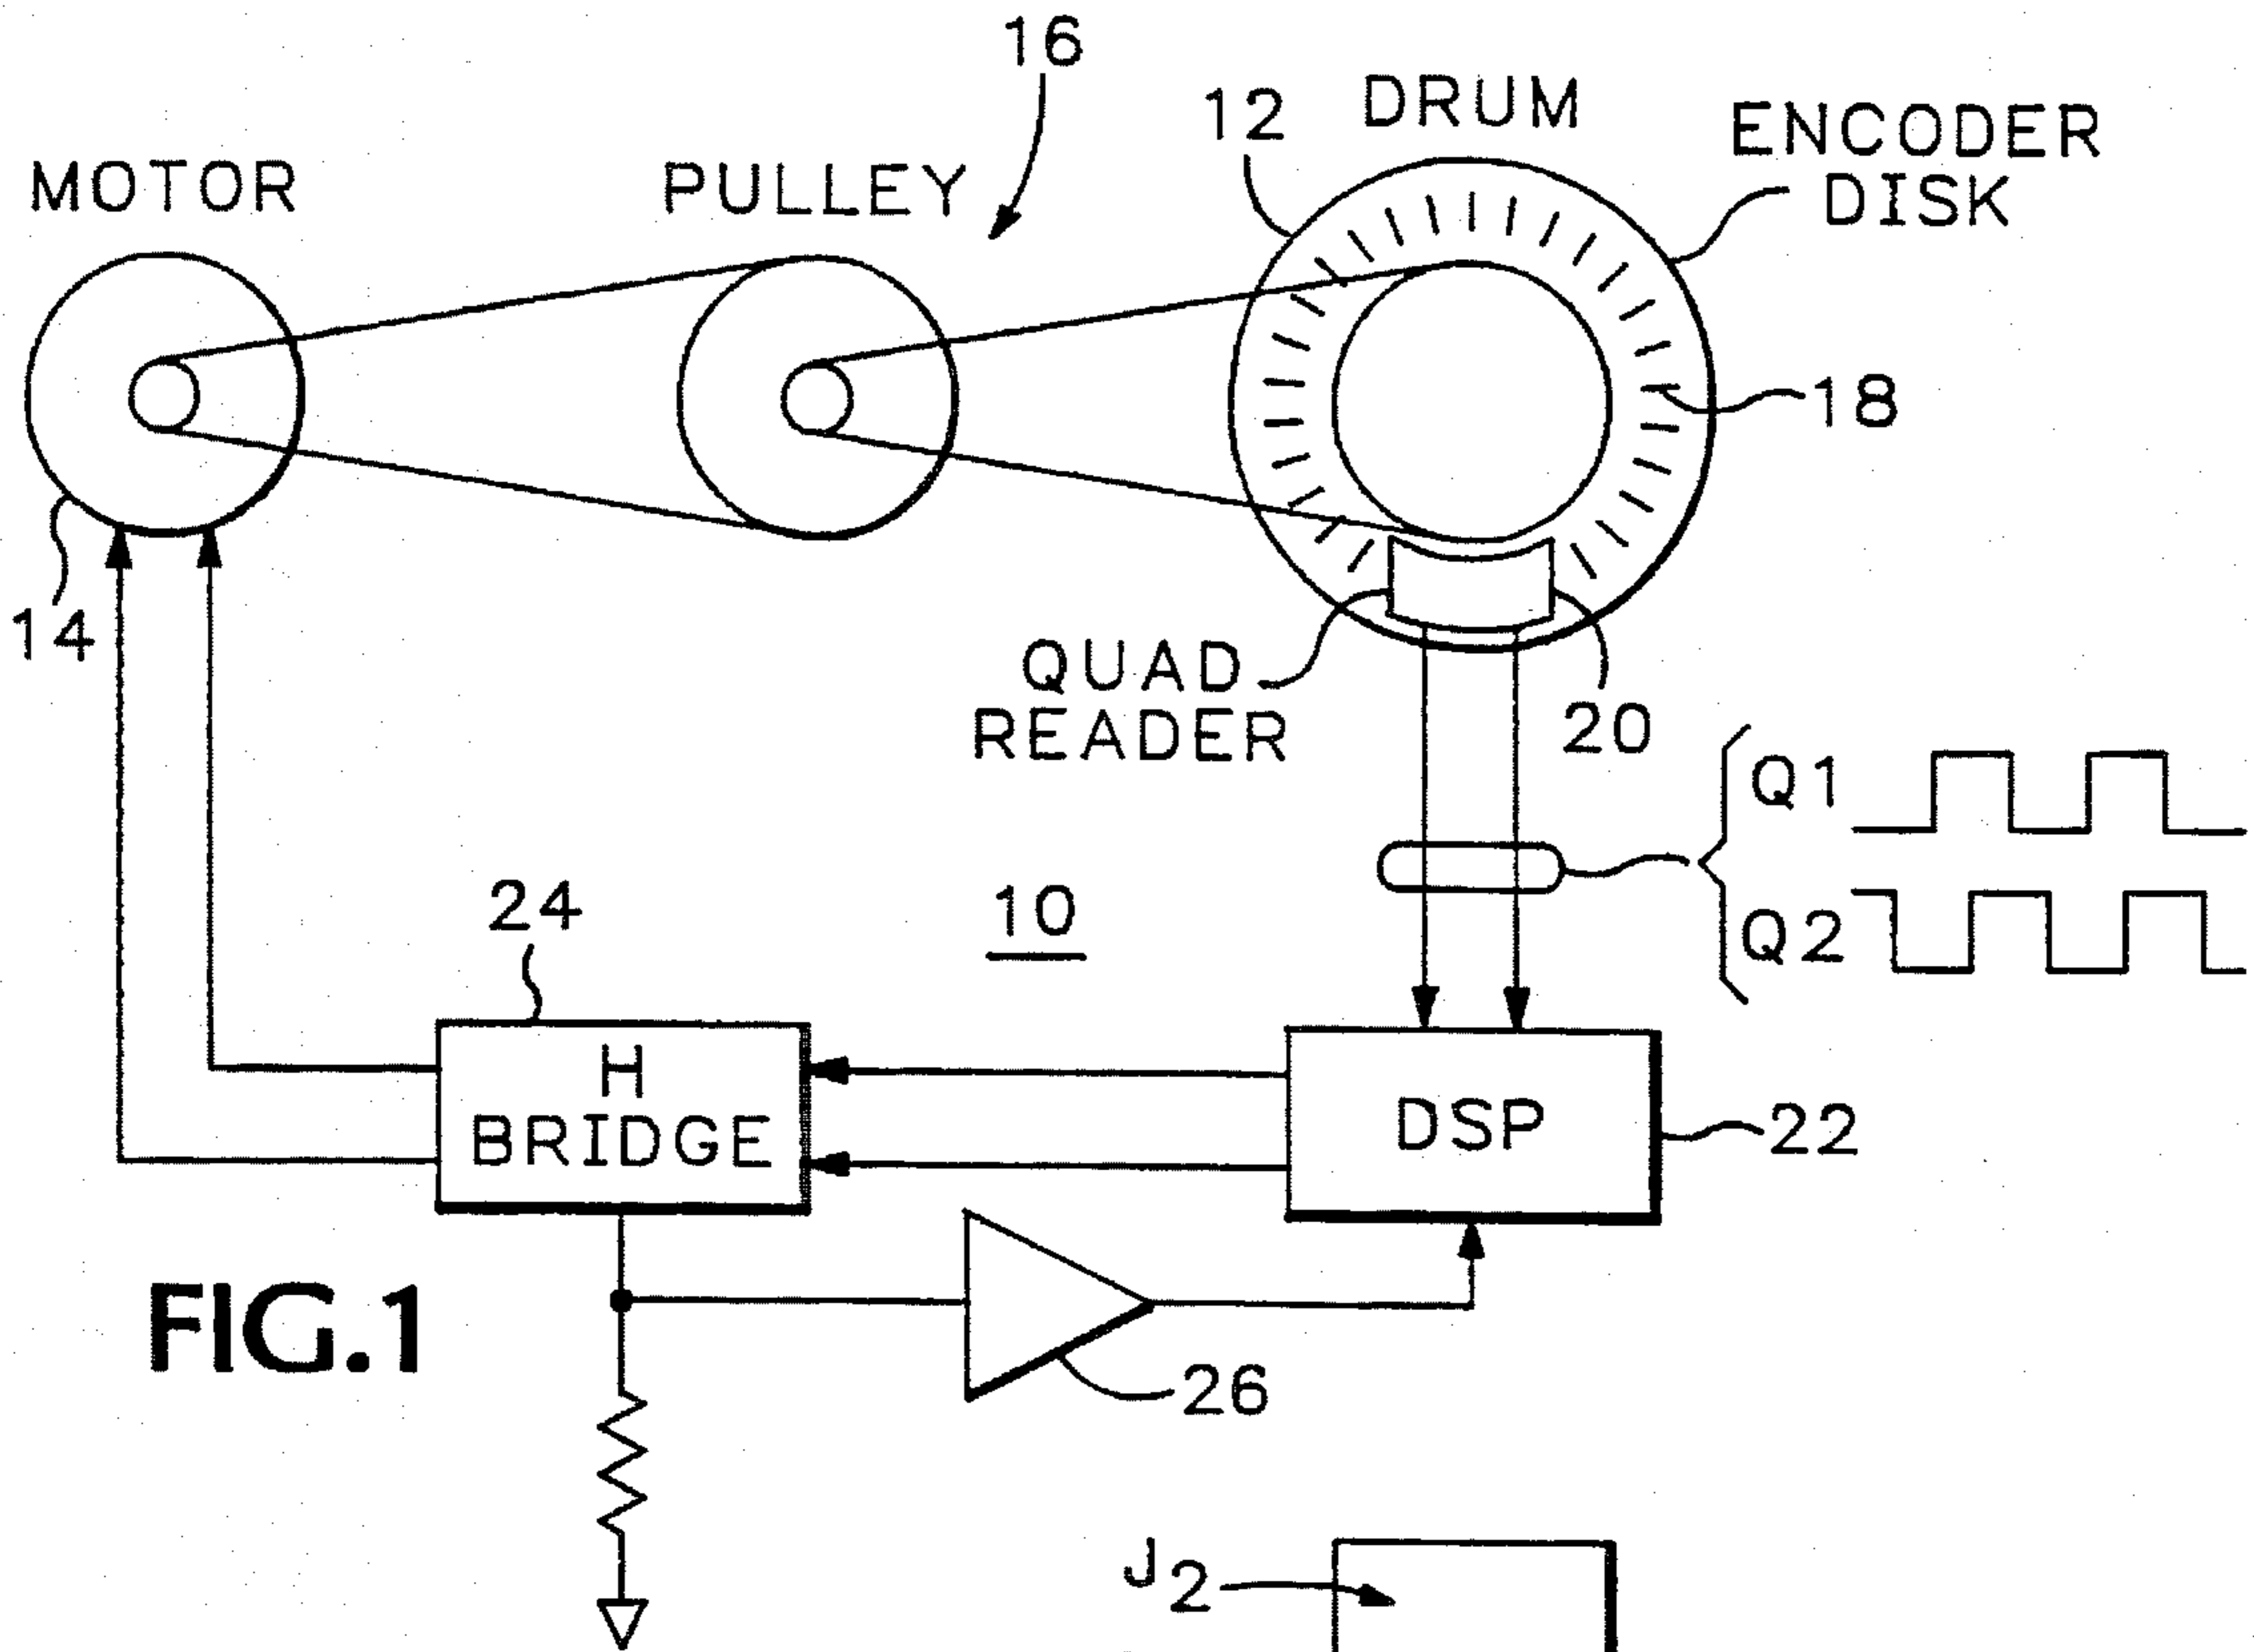 16
12
DRUM
ENCODER
DISK
MOTOR
PULLEY
18
14
QUAD
READER
20
Q1
Q2
24
10
H
BRIDGE
DSP
22
FIG.1
26
J2